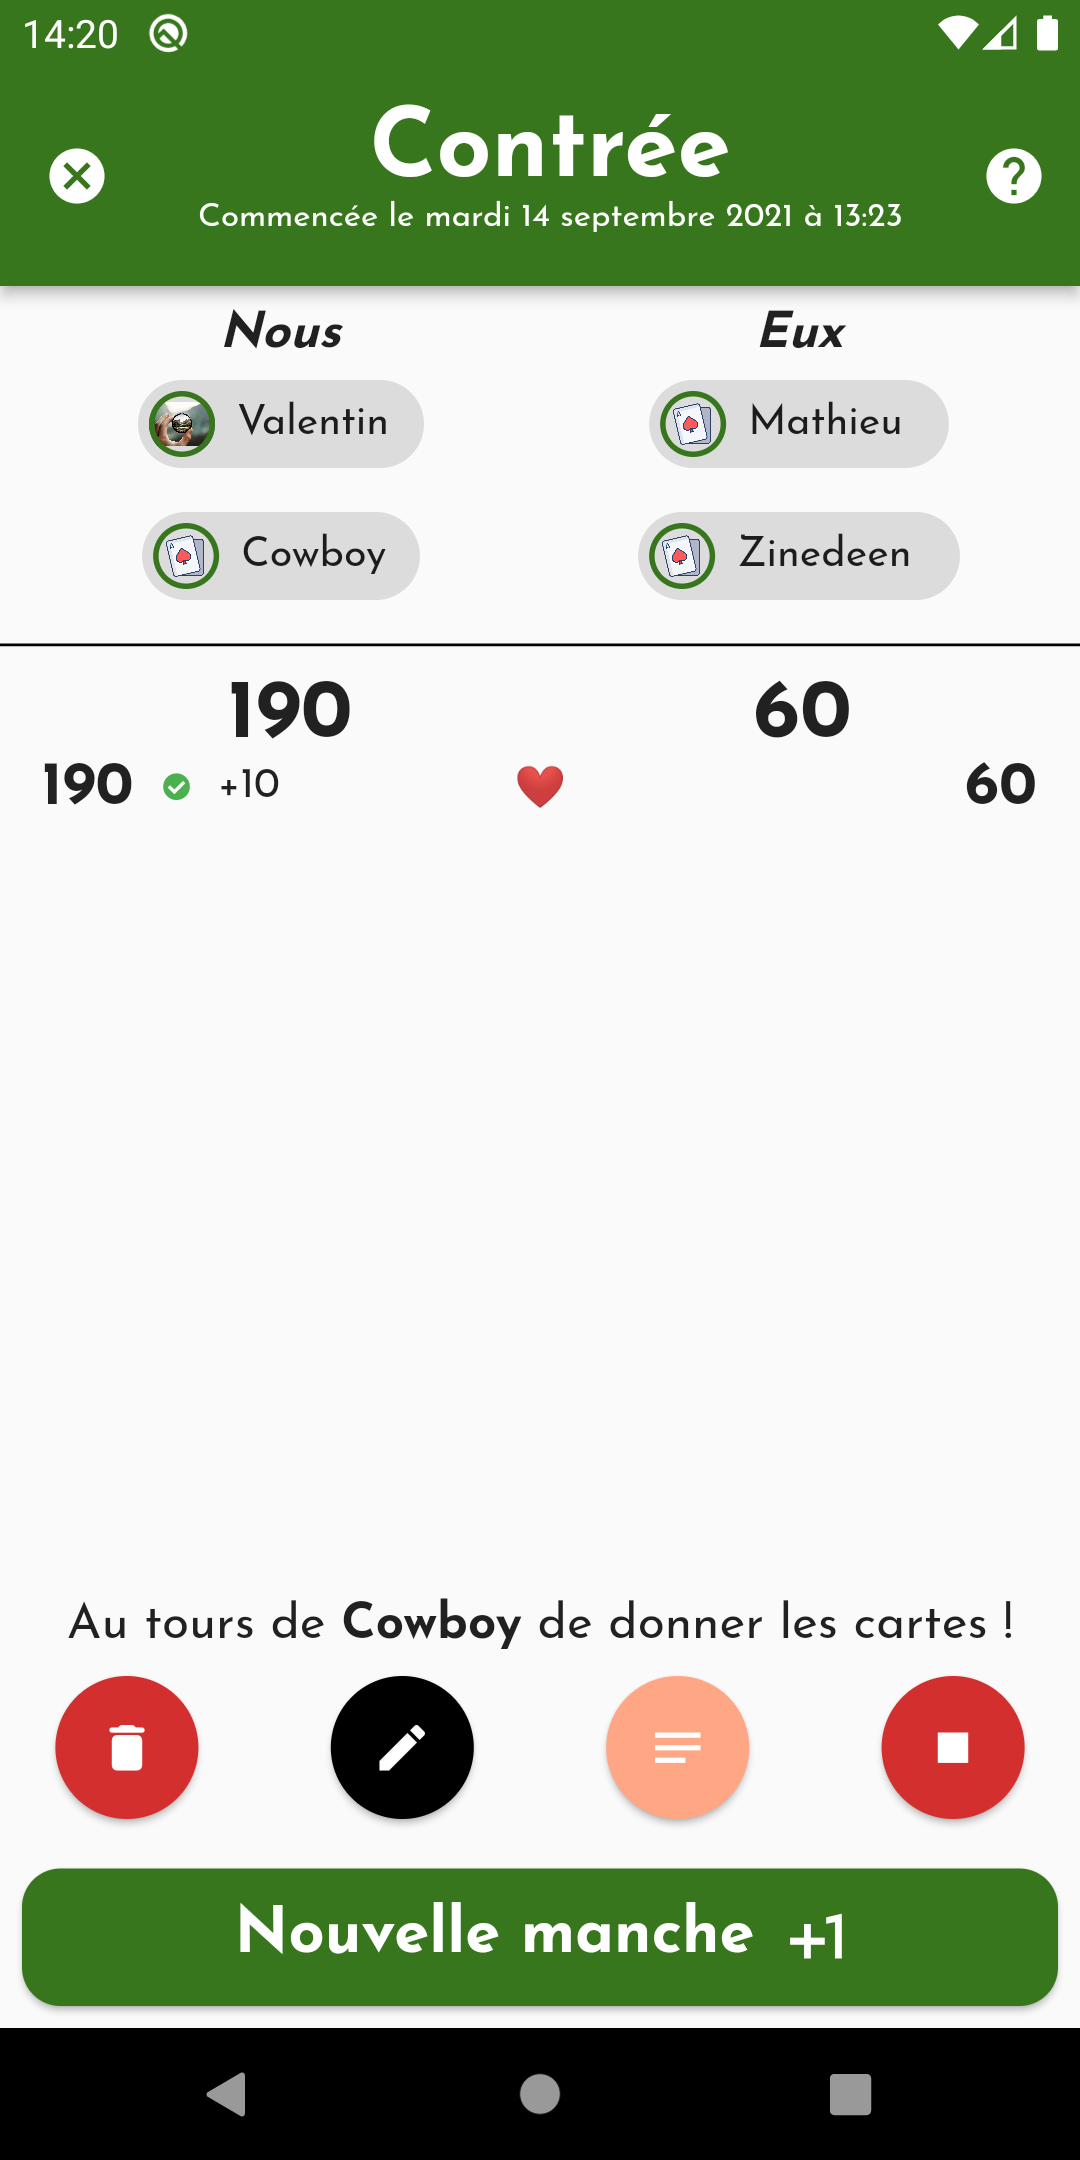 14:20
Contrée
Commencée le mardi 14 septembre 2021 à 13:23
Nous Eux
Valentin Mathieu
Cowboy Zinedeen
190 60
190 +10 60
Au tours de Cowboy de donner les cartes !
Nouvelle manche +1